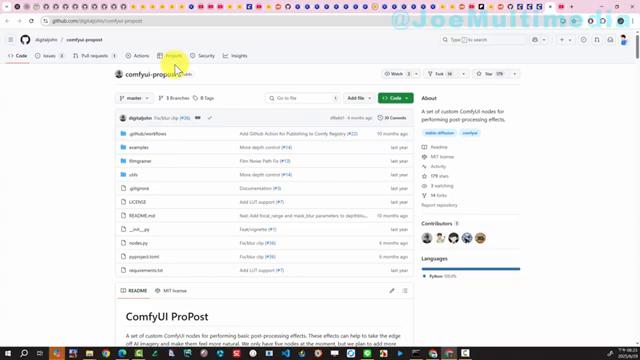 @JoeMultimedia
github.com/digitaljohn/comfyui-propost
digitaljohn / comfyui-propost
Type / to search
Code
Issues 2
Pull requests 1
Actions
Projects
Security
Insights
comfyui-propost Public
Watch 3
Fork 34
Star 179
master
3 Branches
0 Tags
Go to file
Add file
Code
digitaljohn Fix/blur clip (#36)
6 months ago
30 Commits
.github/workflows
Add Github Action for Publishing to Comfy Registry (#22)
10 months ago
examples
More depth control (#14)
last year
filmgrainer
Film Noise Path Fix (#13)
last year
utils
More depth control (#14)
last year
.gitignore
Documentation (#3)
last year
LICENSE
Add LUT support (#7)
last year
README.md
feat: Add focal_range and mask_blur parameters to depthblur...
10 months ago
__init__.py
Feat/vignette (#1)
last year
nodes.py
Fix/blur clip (#36)
6 months ago
pyproject.toml
Fix/blur clip (#36)
6 months ago
requirements.txt
Add LUT support (#7)
last year
README
MIT license
ComfyUI ProPost
A set of custom ComfyUI nodes for performing basic post-processing effects. These effects can help to take the edge
off AI imagery and make them feel more natural. We only have five nodes at the moment, but we plan to add more
About
A set of custom ComfyUI nodes for
performing post-processing effects.
stable-diffusion
comfyui
Readme
MIT license
Activity
179 stars
3 watching
34 forks
Report repository
Contributors 5
Languages
Python 100.0%